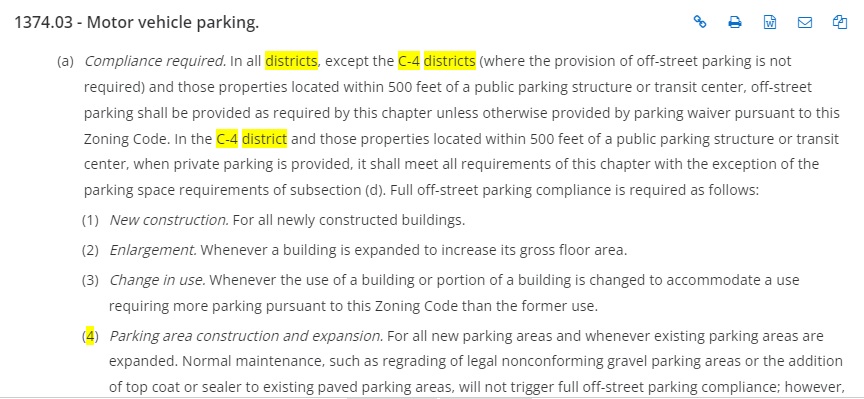 1374.03 - Motor vehicle parking.
(a) Compliance required. In all districts, except the C-4 districts (where the provision of off-street parking is not
required) and those properties located within 500 feet of a public parking structure or transit center, off-street
parking shall be provided as required by this chapter unless otherwise provided by parking waiver pursuant to this
Zoning Code. In the C-4 district and those properties located within 500 feet of a public parking structure or transit
center, when private parking is provided, it shall meet all requirements of this chapter with the exception of the
parking space requirements of subsection (d). Full off-street parking compliance is required as follows:
(1) New construction. For all newly constructed buildings.
(2) Enlargement. Whenever a building is expanded to increase its gross floor area.
(3) Change in use. Whenever the use of a building or portion of a building is changed to accommodate a use
requiring more parking pursuant to this Zoning Code than the former use.
(4) Parking area construction and expansion. For all new parking areas and whenever existing parking areas are
expanded. Normal maintenance, such as regrading of legal nonconforming gravel parking areas or the addition
of top coat or sealer to existing paved parking areas, will not trigger full off-street parking compliance; however,